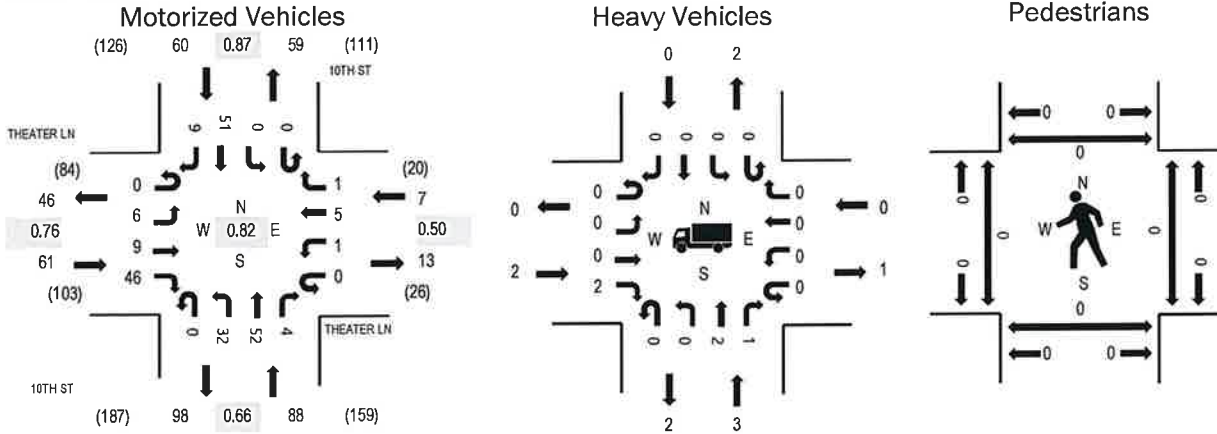 Motorized Vehicles
(126) 60 0.87 59 (111)
10TH ST
9 51 0 0
THEATER LN
(84) 0 1 (20)
46 6 N 5 7
0.76 W 0.82 E 0.50
9 S 1
61 46 0 13
(103) (26)
0 32 52 4
THEATER LN
10TH ST
(187) 98 0.66 88 (159)
Heavy Vehicles
0 2
0 0 0 0
0 0
0 0 N 0 0
W E
0 S 0
2 2 0 1
0 0 2 1
2 3
Pedestrians
0 0
0
0 N 0
0 W E 0
0 S 0
0
0 0